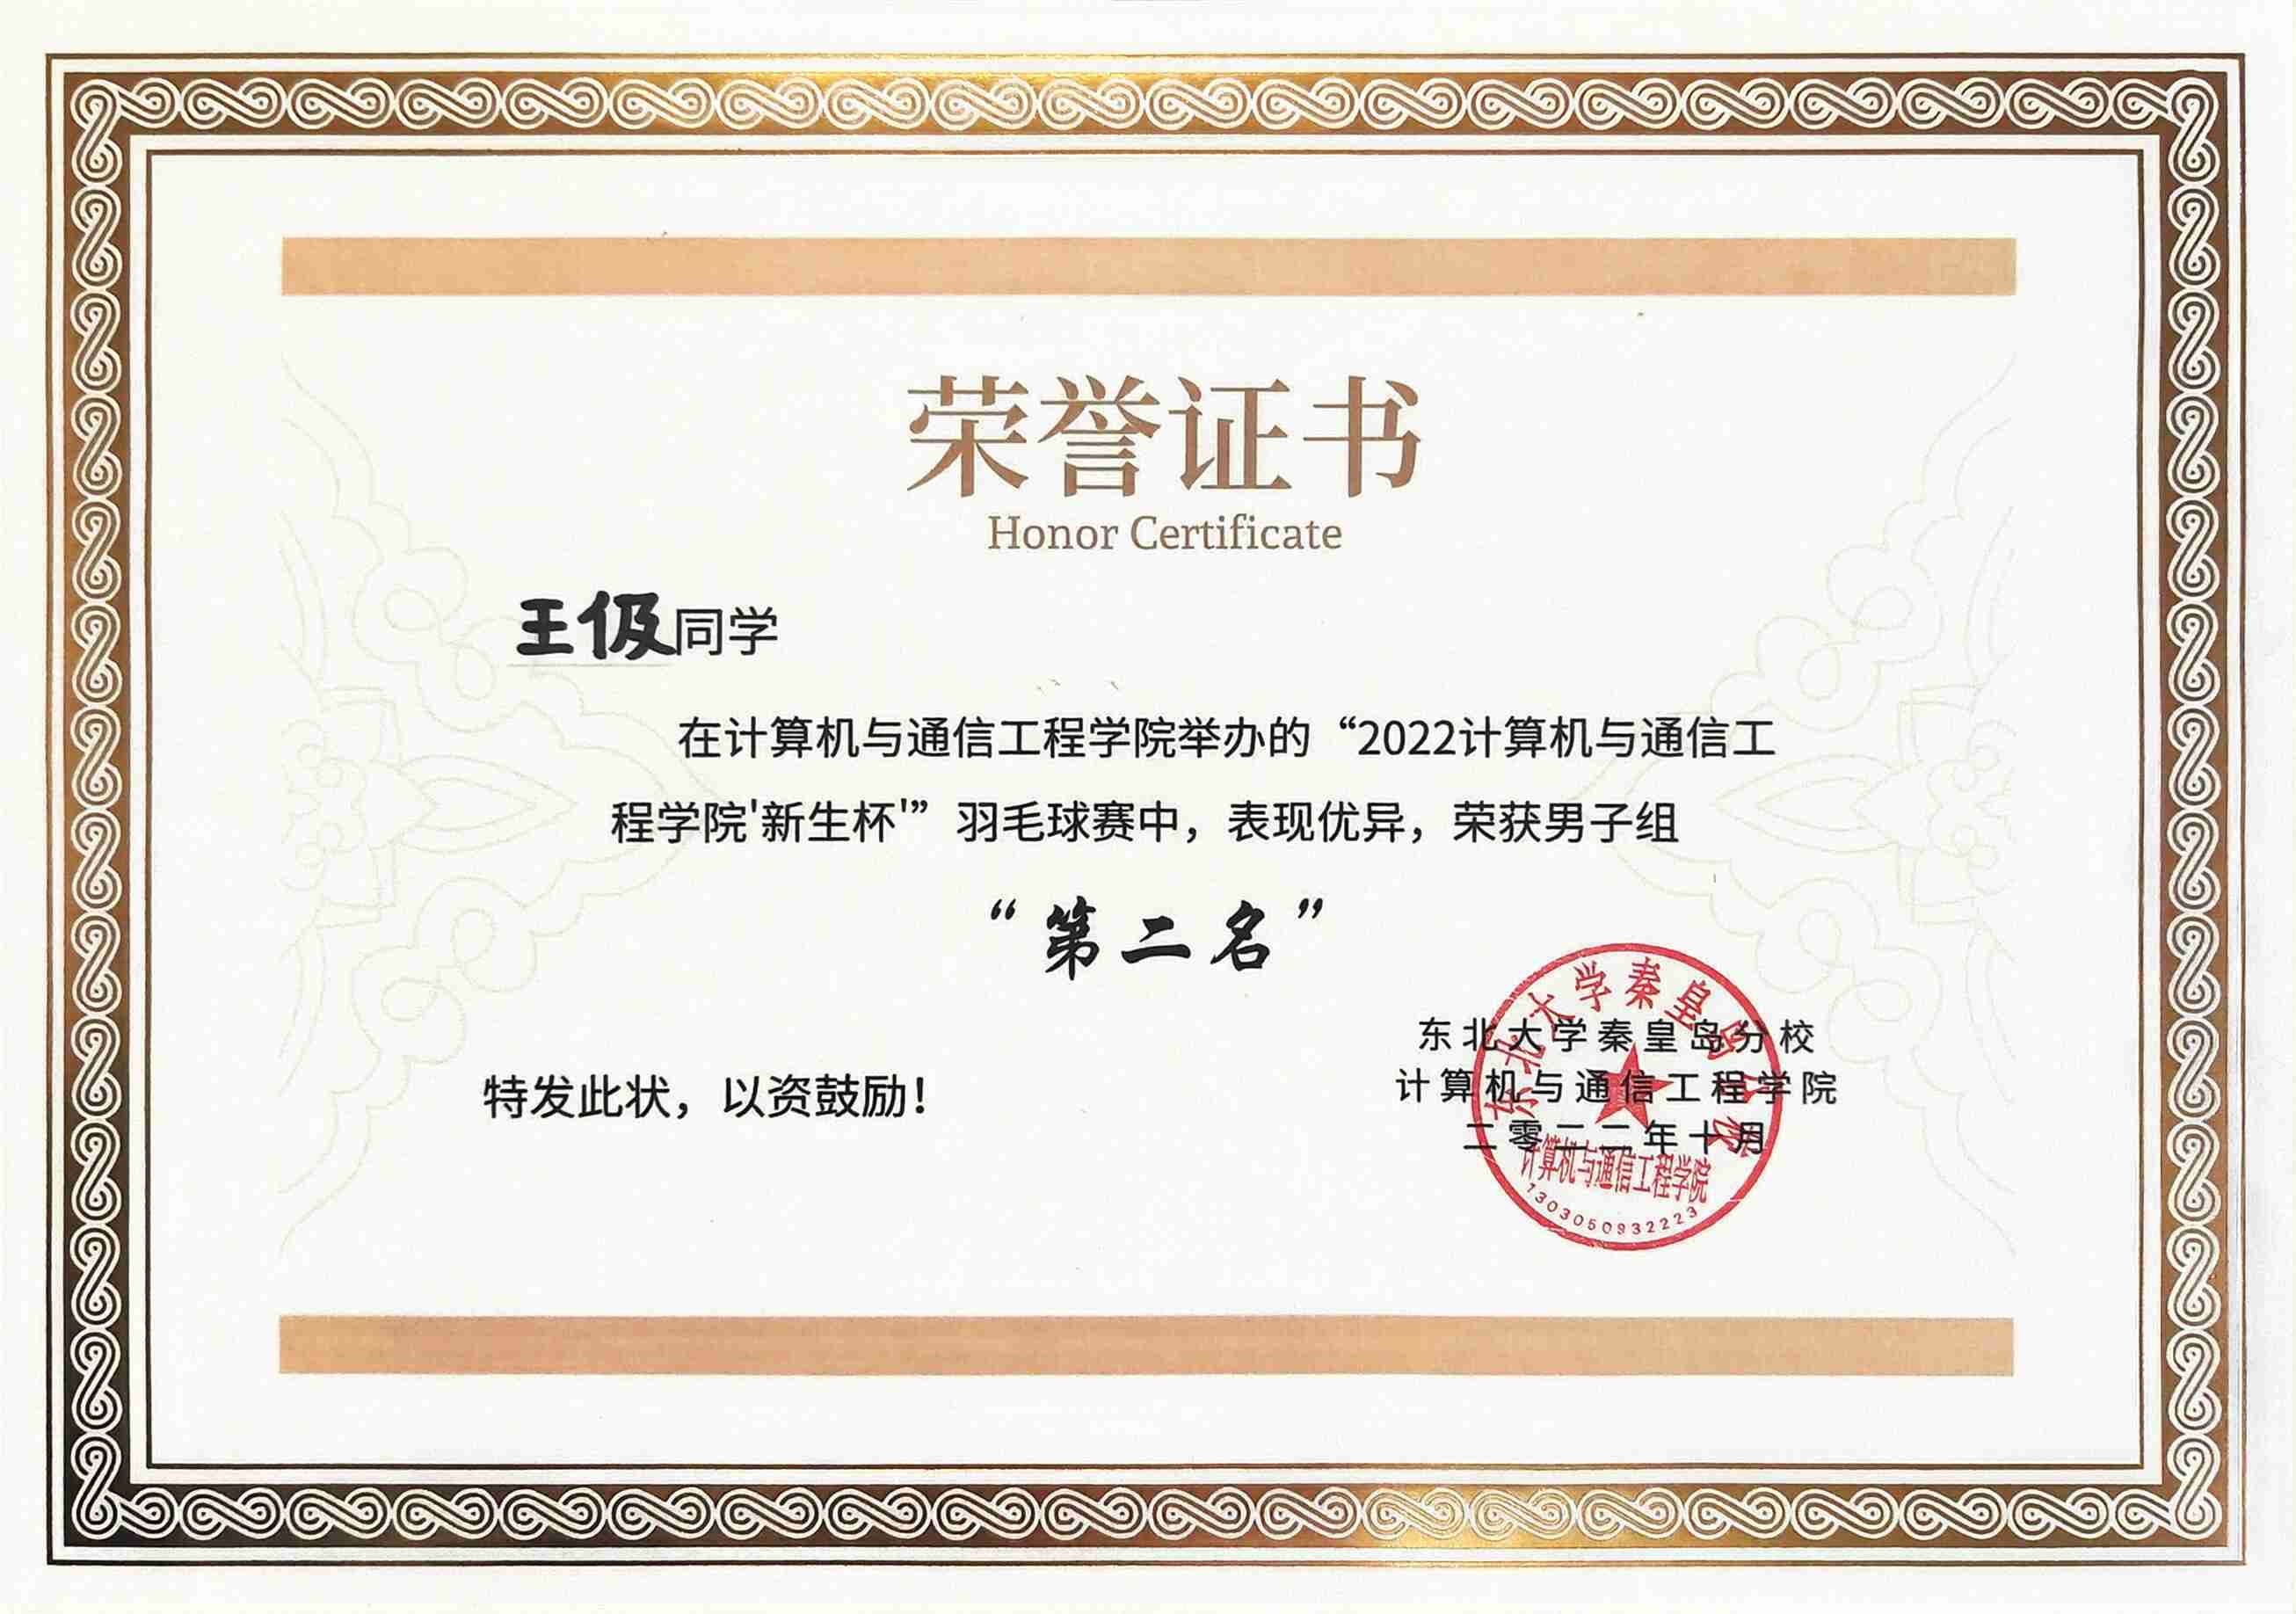 荣誉证书
Honor Certificate
王伋同学
在计算机与通信工程学院举办的“2022计算机与通信工
程学院'新生杯'”羽毛球赛中，表现优异，荣获男子组
“第二名”
特发此状，以资鼓励！
东北大学秦皇岛分校
计算机与通信工程学院
二零二二年十月
东北大学秦皇岛分校
计算机与通信工程学院
1303050932223